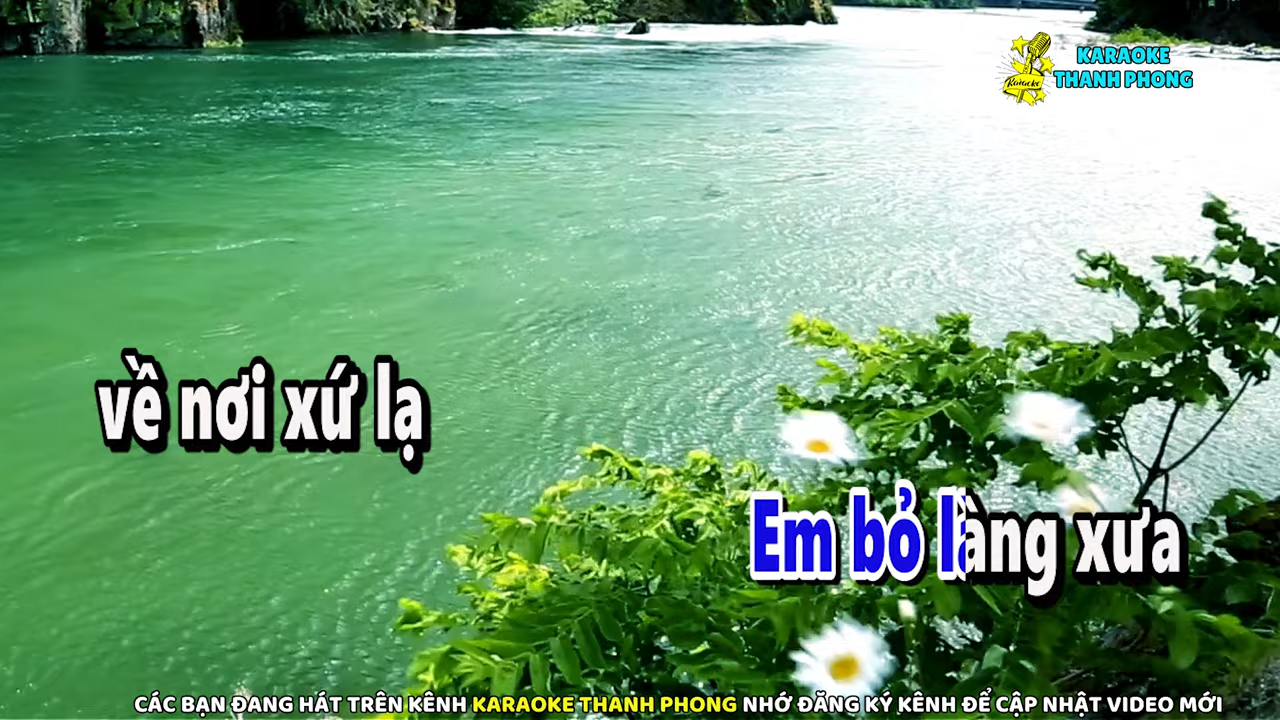 Karaoke
KARAOKE
THANH PHONG
về nơi xứ lạ
Em bỏ làng xưa
CÁC BẠN ĐANG HÁT TRÊN KÊNH KARAOKE THANH PHONG NHỚ ĐĂNG KÝ KÊNH ĐỂ CẬP NHẬT VIDEO MỚI